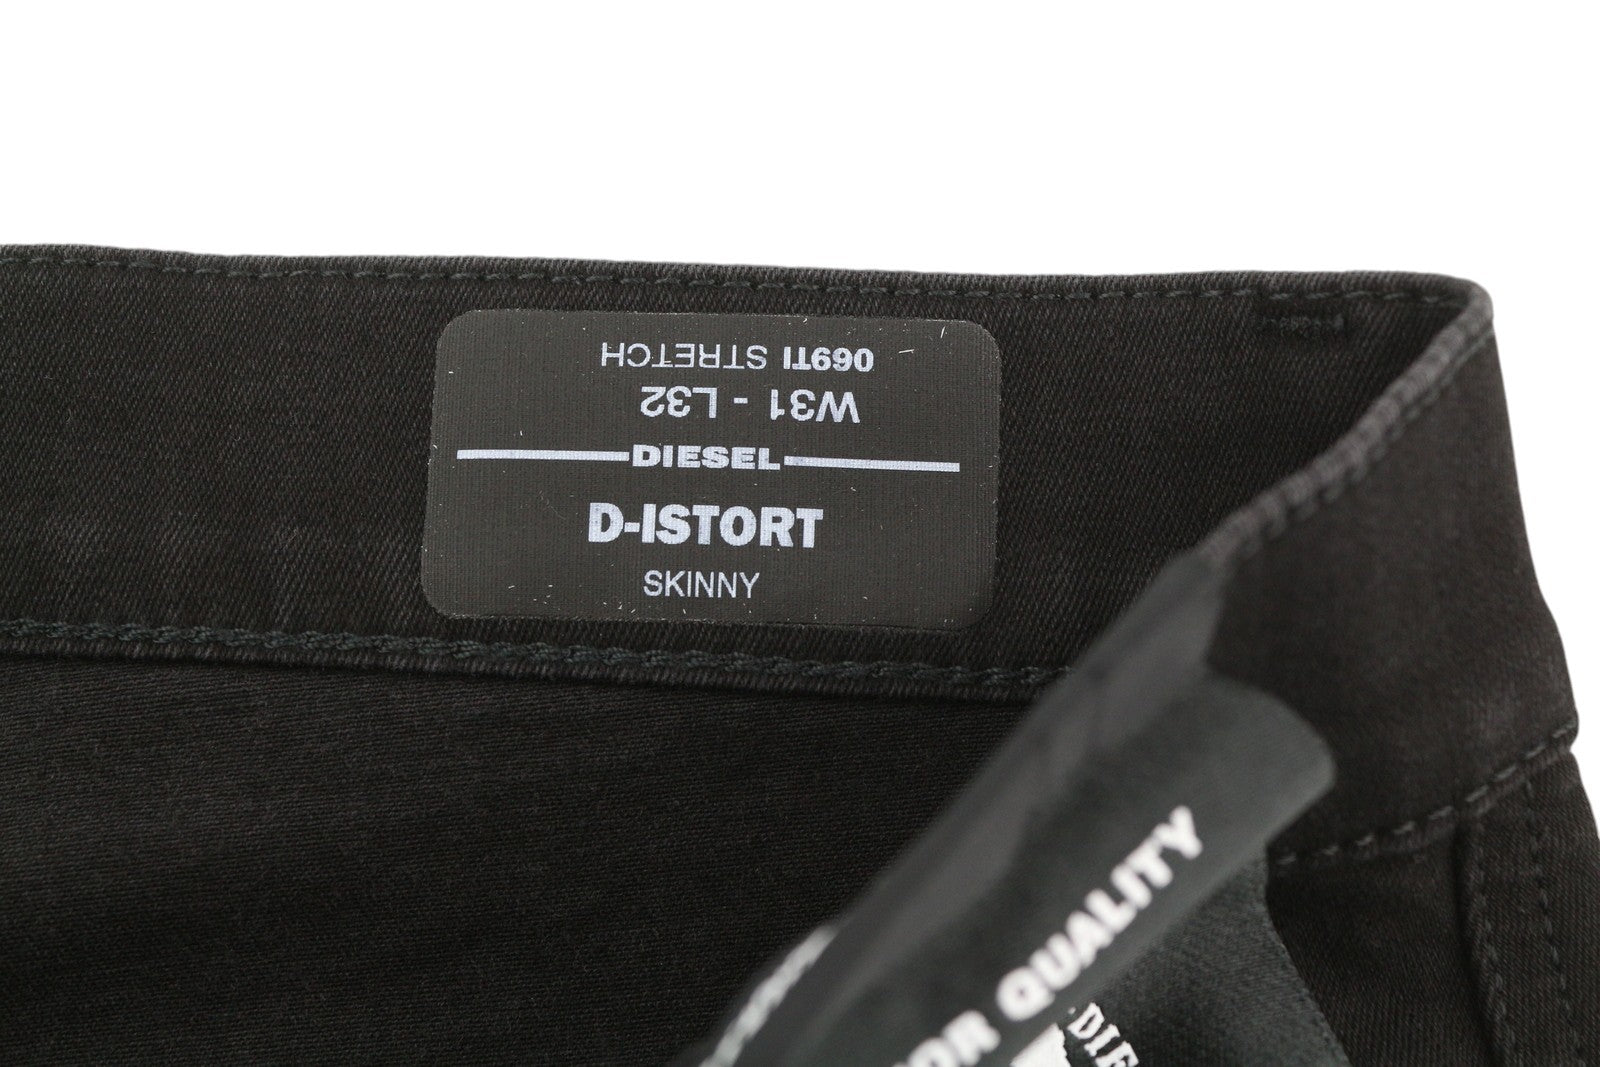 069TI STRETCH
W31 - L32
DIESEL
D-ISTORT
SKINNY
QUALITY